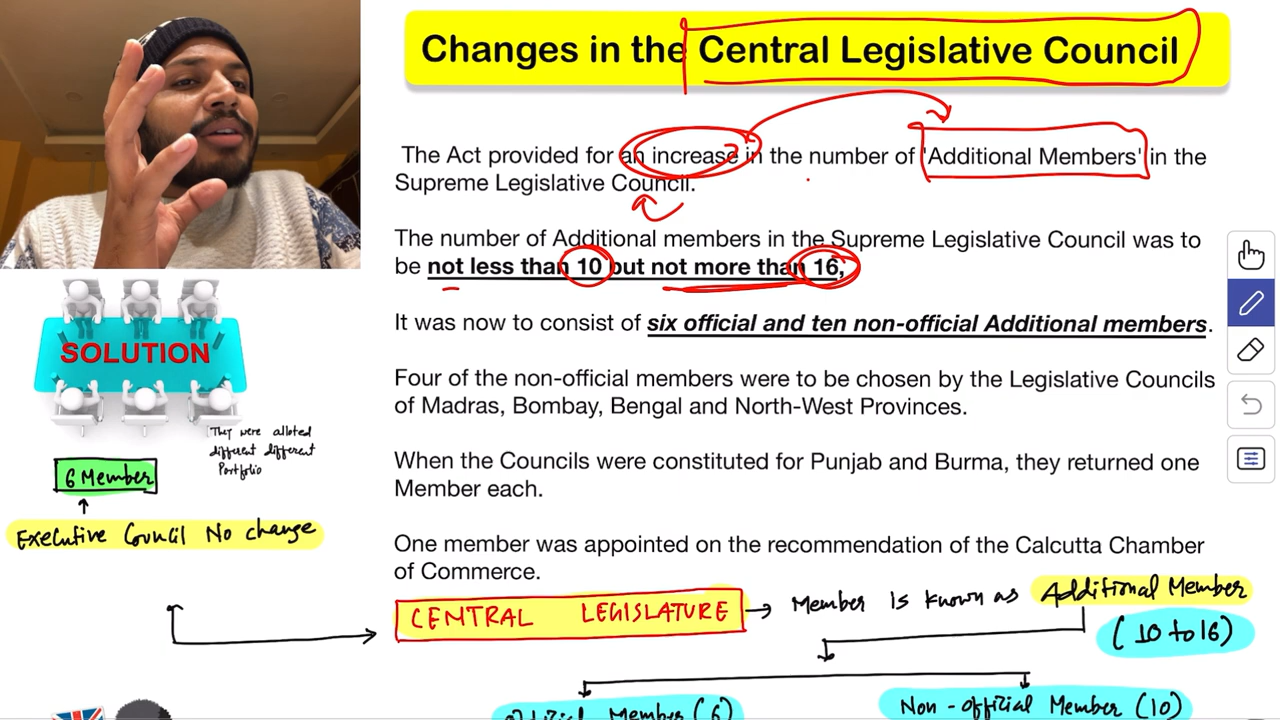 Changes in the Central Legislative Council
The Act provided for an increase in the number of 'Additional Members' in the
Supreme Legislative Council.
The number of Additional members in the Supreme Legislative Council was to
be not less than 10 but not more than 16,
It was now to consist of six official and ten non-official Additional members.
Four of the non-official members were to be chosen by the Legislative Councils
of Madras, Bombay, Bengal and North-West Provinces.
When the Councils were constituted for Punjab and Burma, they returned one
Member each.
One member was appointed on the recommendation of the Calcutta Chamber
of Commerce.
SOLUTION
They were alloted
different different
Portfolio
6 Member
Executive Council No change
CENTRAL LEGISLATURE
Member is known as Additional Member
(10 to 16)
Official Member (6)
Non-official Member (10)